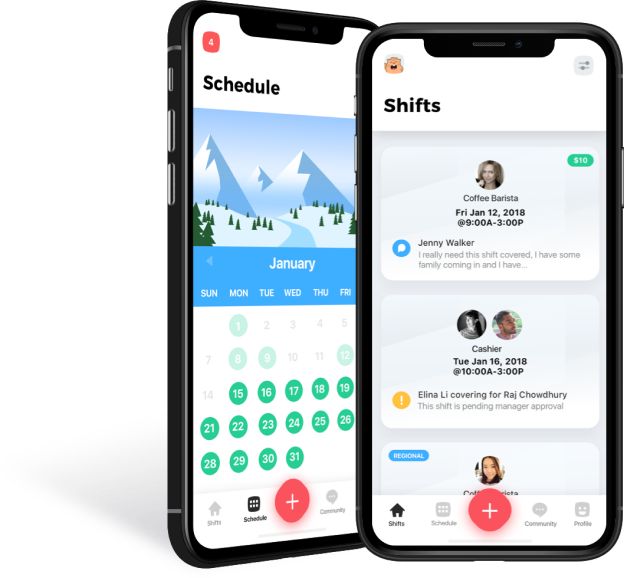 4
Schedule
January
SUN MON TUE WED THU FRI
1 2 3 4 5
7 8 9 10 11 12
14 15 16 17 18 19
21 22 23 24 25 26
28 29 30 31
Shifts Schedule + Community
Shifts
$10
Coffee Barista
Fri Jan 12, 2018
@9:00A-3:00P
Jenny Walker
I really need this shift covered, I have some
family coming in and I have...
Cashier
Tue Jan 16, 2018
@10:00A-3:00P
! Elina Li covering for Raj Chowdhury
This shift is pending manager approval
REGIONAL
Coffee Barista
Shifts Schedule + Community Profile